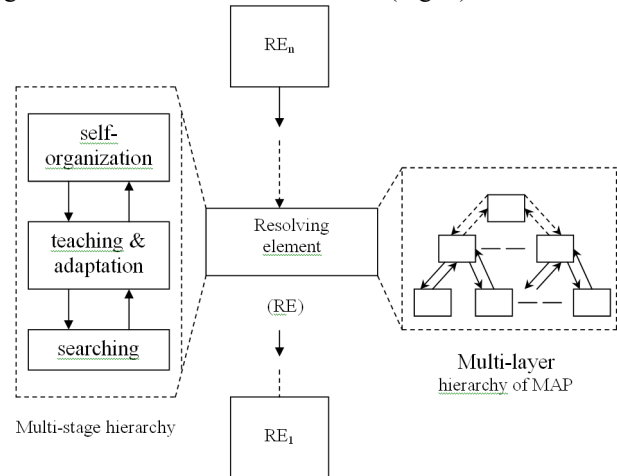 REn
self-
organization
teaching &
adaptation
searching
Multi-stage hierarchy
Resolving
element
(RE)
RE1
Multi-layer
hierarchy of MAP